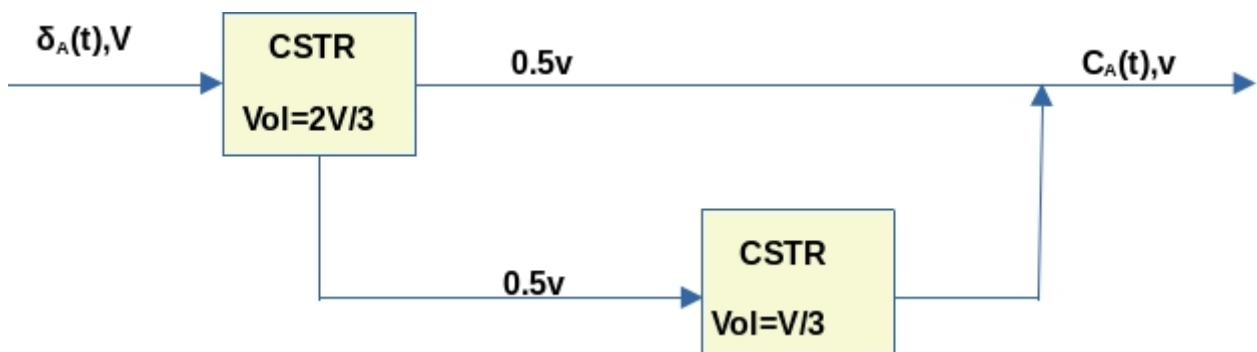 δA(t),V
CSTR
Vol=2V/3
0.5v
CA(t),v
0.5v
CSTR
Vol=V/3